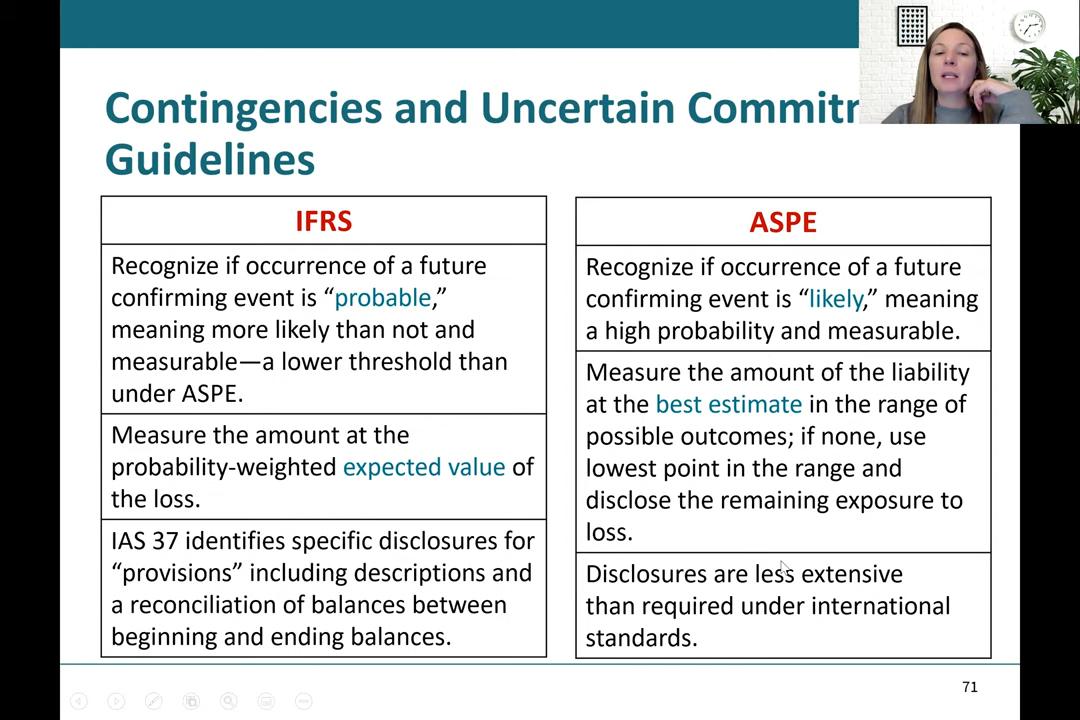 Contingencies and Uncertain
Guidelines
IFRS
Recognize if occurrence of a future
confirming event is “probable,”
meaning more likely than not and
measurable—a lower threshold than
under ASPE.
Measure the amount at the
probability-weighted expected value of
the loss.
IAS 37 identifies specific disclosures for
“provisions” including descriptions and
a reconciliation of balances between
beginning and ending balances.
ASPE
Recognize if occurrence of a future
confirming event is “likely,” meaning
a high probability and measurable.
Measure the amount of the liability
at the best estimate in the range of
possible outcomes; if none, use
lowest point in the range and
disclose the remaining exposure to
loss.
Disclosures are less extensive
than required under international
standards.
71